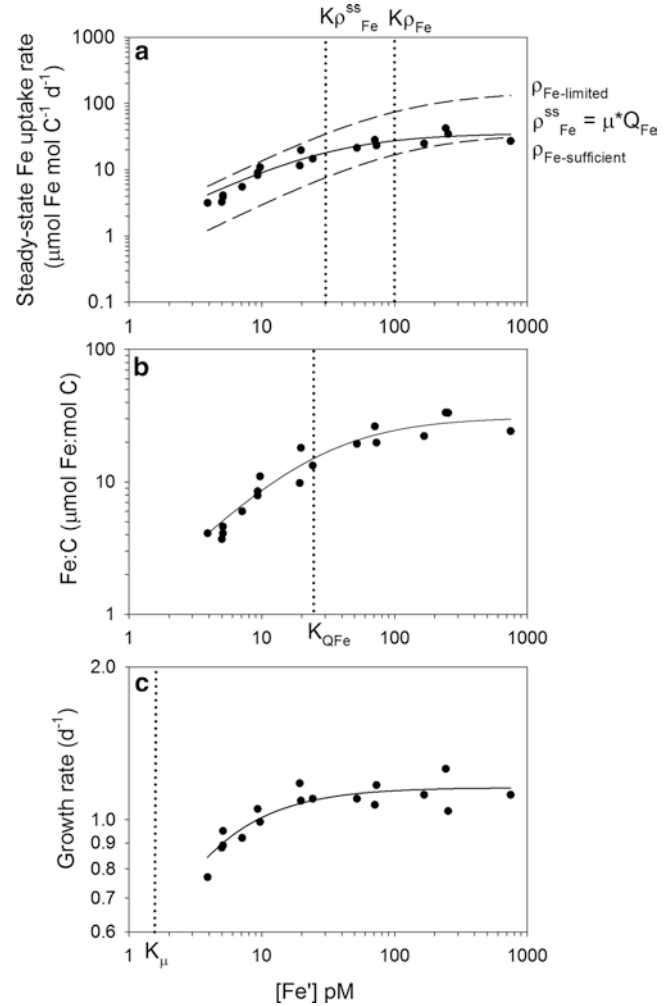 Kρ^ss_Fe Kρ_Fe
a
1000
100
10
1
0.1
Steady-state Fe uptake rate
(μmol Fe mol C⁻¹ d⁻¹)
ρ_Fe-limited
ρ^ss_Fe = μ*Q_Fe
ρ_Fe-sufficient
1 10 100 1000
b
100
10
1
Fe:C (μmol Fe:mol C)
1 10 100 1000
K_QFe
c
2.0
1.0
0.9
0.8
0.7
0.6
Growth rate (d⁻¹)
1 10 100 1000
K_μ
[Fe'] pM